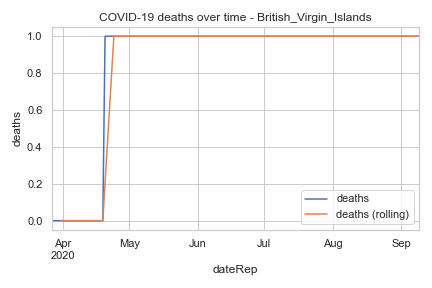 COVID-19 deaths over time - British_Virgin_Islands
deaths
1.0
0.8
0.6
0.4
0.2
0.0
deaths
deaths (rolling)
Apr
2020
May
Jun
Jul
Aug
Sep
dateRep